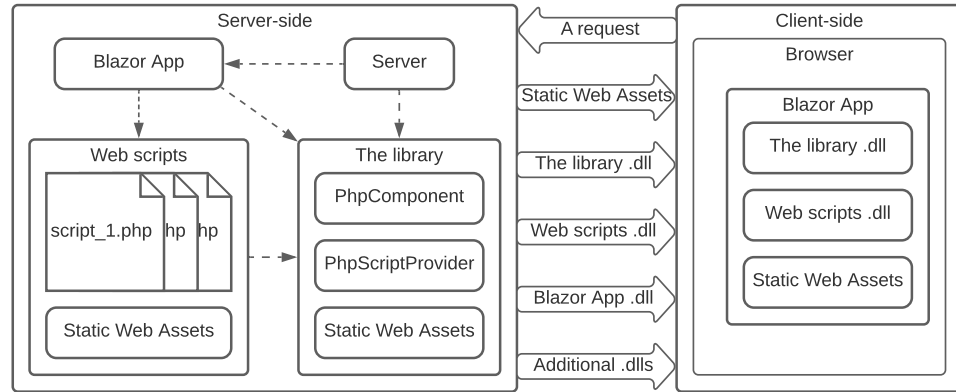 Server-side
Blazor App
Server
Web scripts
script_1.php
hp
hp
Static Web Assets
The library
PhpComponent
PhpScriptProvider
Static Web Assets
A request
Static Web Assets
The library .dll
Web scripts .dll
Blazor App .dll
Additional .dlls
Client-side
Browser
Blazor App
The library .dll
Web scripts .dll
Static Web Assets